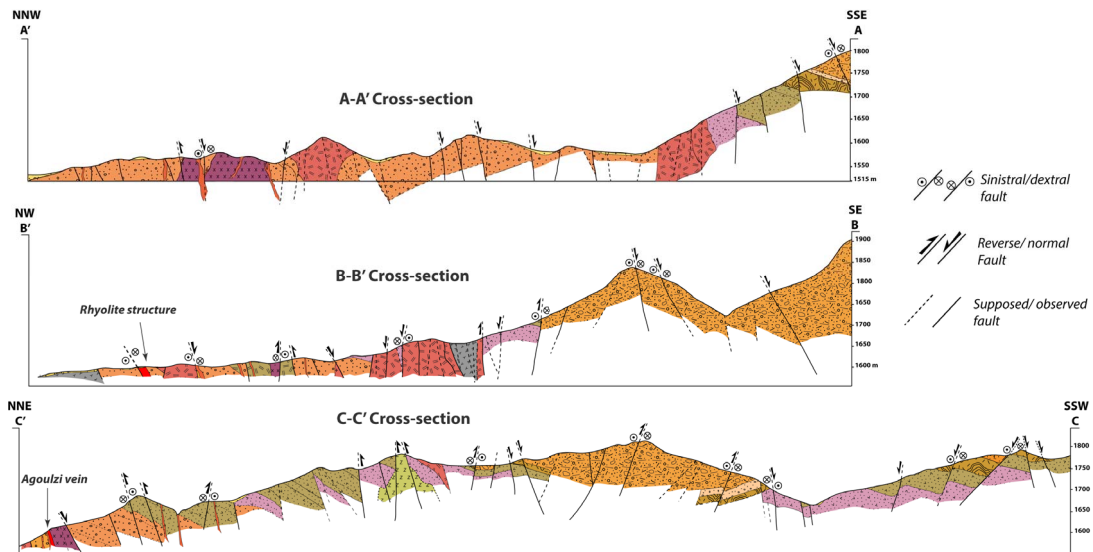 NNW
A'
SSE
A
A-A' Cross-section
1800
1750
1700
1650
1600
1550
1515 m
Sinistral/dextral
fault
Reverse/ normal
Fault
Supposed/ observed
fault
NW
B'
SE
B
B-B' Cross-section
Rhyolite structure
1900
1850
1800
1750
1650
1700
1650
1600 m
NNE
C'
SSW
C
C-C' Cross-section
Agoulzi vein
1800
1750
1700
1650
1600